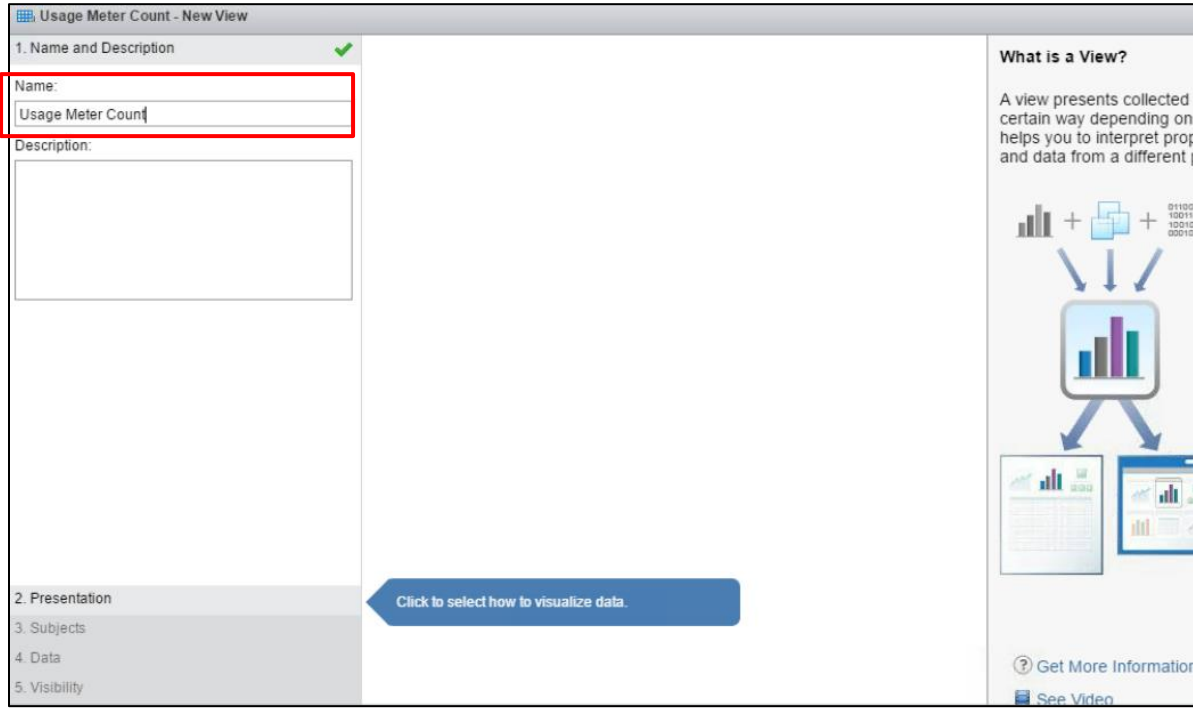 Usage Meter Count - New View
1. Name and Description
Name:
Usage Meter Count
Description:
2. Presentation
3. Subjects
4. Data
5. Visibility
Click to select how to visualize data.
What is a View?
A view presents collected
certain way depending on
helps you to interpret
and data from a different
Get More Information
See Video